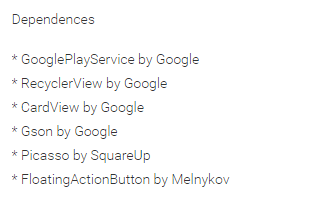 Dependences
* GooglePlayService by Google
* RecyclerView by Google
* CardView by Google
* Gson by Google
* Picasso by SquareUp
* FloatingActionButton by Melnykov